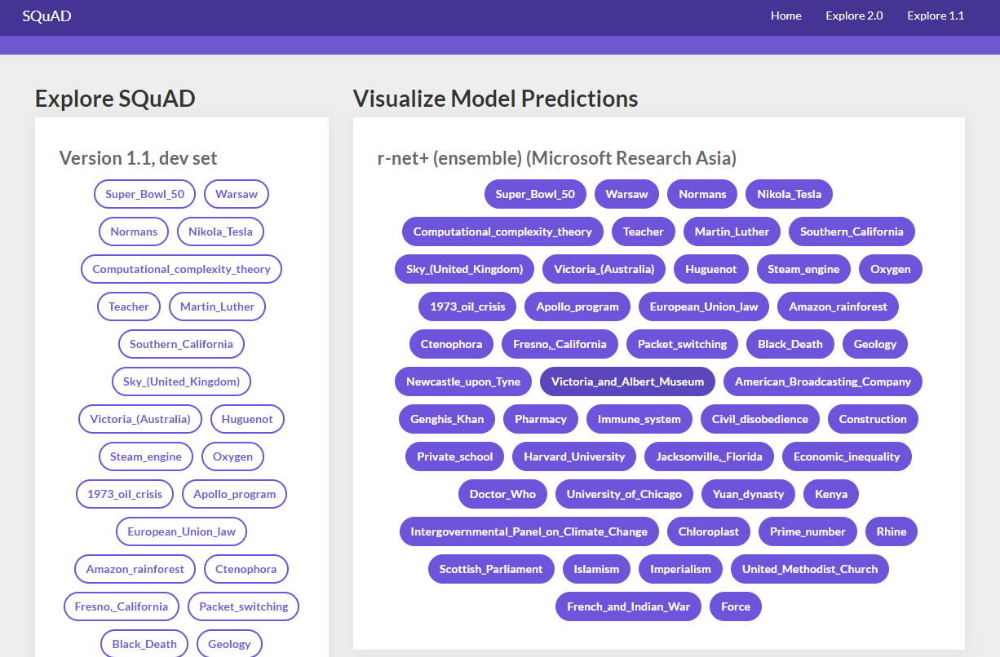 SQuAD Home Explore 2.0 Explore 1.1
Explore SQuAD
Version 1.1, dev set
Super_Bowl_50 Warsaw
Normans Nikola_Tesla
Computational_complexity_theory
Teacher Martin_Luther
Southern_California
Sky_(United_Kingdom)
Victoria_(Australia) Huguenot
Steam_engine Oxygen
1973_oil_crisis Apollo_program
European_Union_law
Amazon_rainforest Ctenophora
Fresno,_California Packet_switching
Black_Death Geology
Visualize Model Predictions
r-net+ (ensemble) (Microsoft Research Asia)
Super_Bowl_50 Warsaw Normans Nikola_Tesla
Computational_complexity_theory Teacher Martin_Luther Southern_California
Sky_(United_Kingdom) Victoria_(Australia) Huguenot Steam_engine Oxygen
1973_oil_crisis Apollo_program European_Union_law Amazon_rainforest
Ctenophora Fresno,_California Packet_switching Black_Death Geology
Newcastle_upon_Tyne Victoria_and_Albert_Museum American_Broadcasting_Company
Genghis_Khan Pharmacy Immune_system Civil_disobedience Construction
Private_school Harvard_University Jacksonville,_Florida Economic_inequality
Doctor_Who University_of_Chicago Yuan_dynasty Kenya
Intergovernmental_Panel_on_Climate_Change Chloroplast Prime_number Rhine
Scottish_Parliament Islamism Imperialism United_Methodist_Church
French_and_Indian_War Force